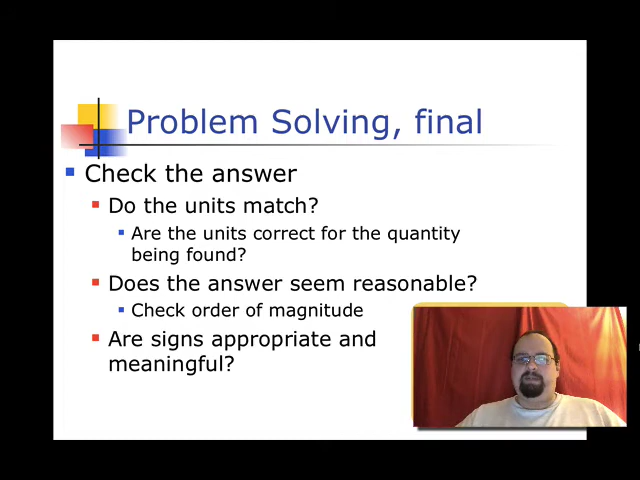 Problem Solving, final
Check the answer
Do the units match?
Are the units correct for the quantity
being found?
Does the answer seem reasonable?
Check order of magnitude
Are signs appropriate and
meaningful?